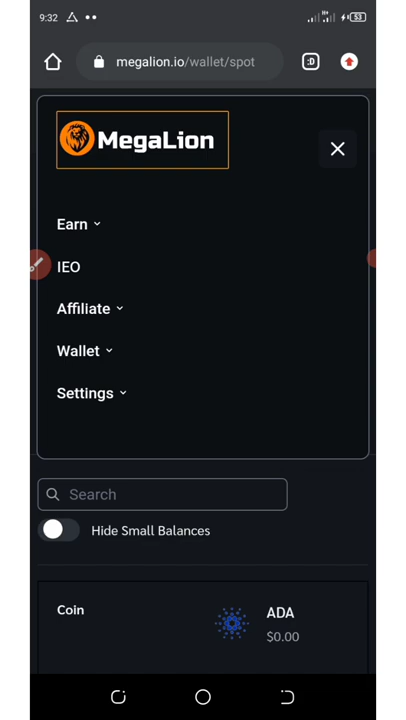 9:32
53
megalion.io/wallet/spot
:D
MegaLion
Earn
IEO
Affiliate
Wallet
Settings
Search
Hide Small Balances
Coin
ADA
$0.00